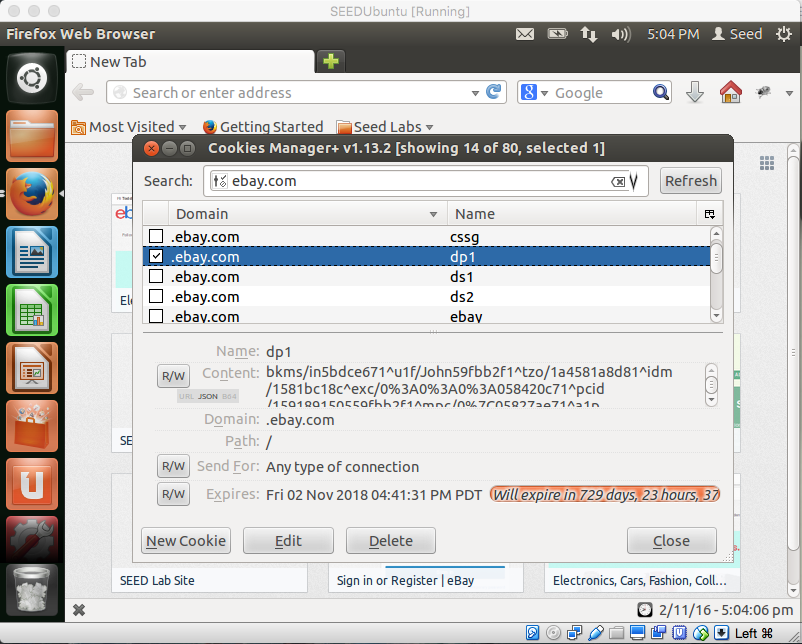 SEEDUbuntu [Running]
Firefox Web Browser
5:04 PM
Seed
New Tab
Search or enter address
Google
Most Visited
Getting Started
Seed Labs
Cookies Manager+ v1.13.2 [showing 14 of 80, selected 1]
Search:
ebay.com
Refresh
Domain
Name
.ebay.com
cssg
.ebay.com
dp1
.ebay.com
ds1
.ebay.com
ds2
.ebay.com
ebay
Name: dp1
R/W Content: bkms/in5bdce671^u1f/John59fbb2f1^tzo/1a4581a8d81^idm
URL JSON B64
/1581bc18c^exc/0%3A0%3A0%3A058420c71^pcid
/159189150559fbb2f1^mpc/0%7C05827ae71^a1p
Domain: .ebay.com
Path: /
R/W Send For: Any type of connection
R/W Expires: Fri 02 Nov 2018 04:41:31 PM PDT
Will expire in 729 days, 23 hours, 37
New Cookie
Edit
Delete
Close
SEED Lab Site
Sign in or Register | eBay
Electronics, Cars, Fashion, Coll...
2/11/16 - 5:04:06 pm
Left ⌘